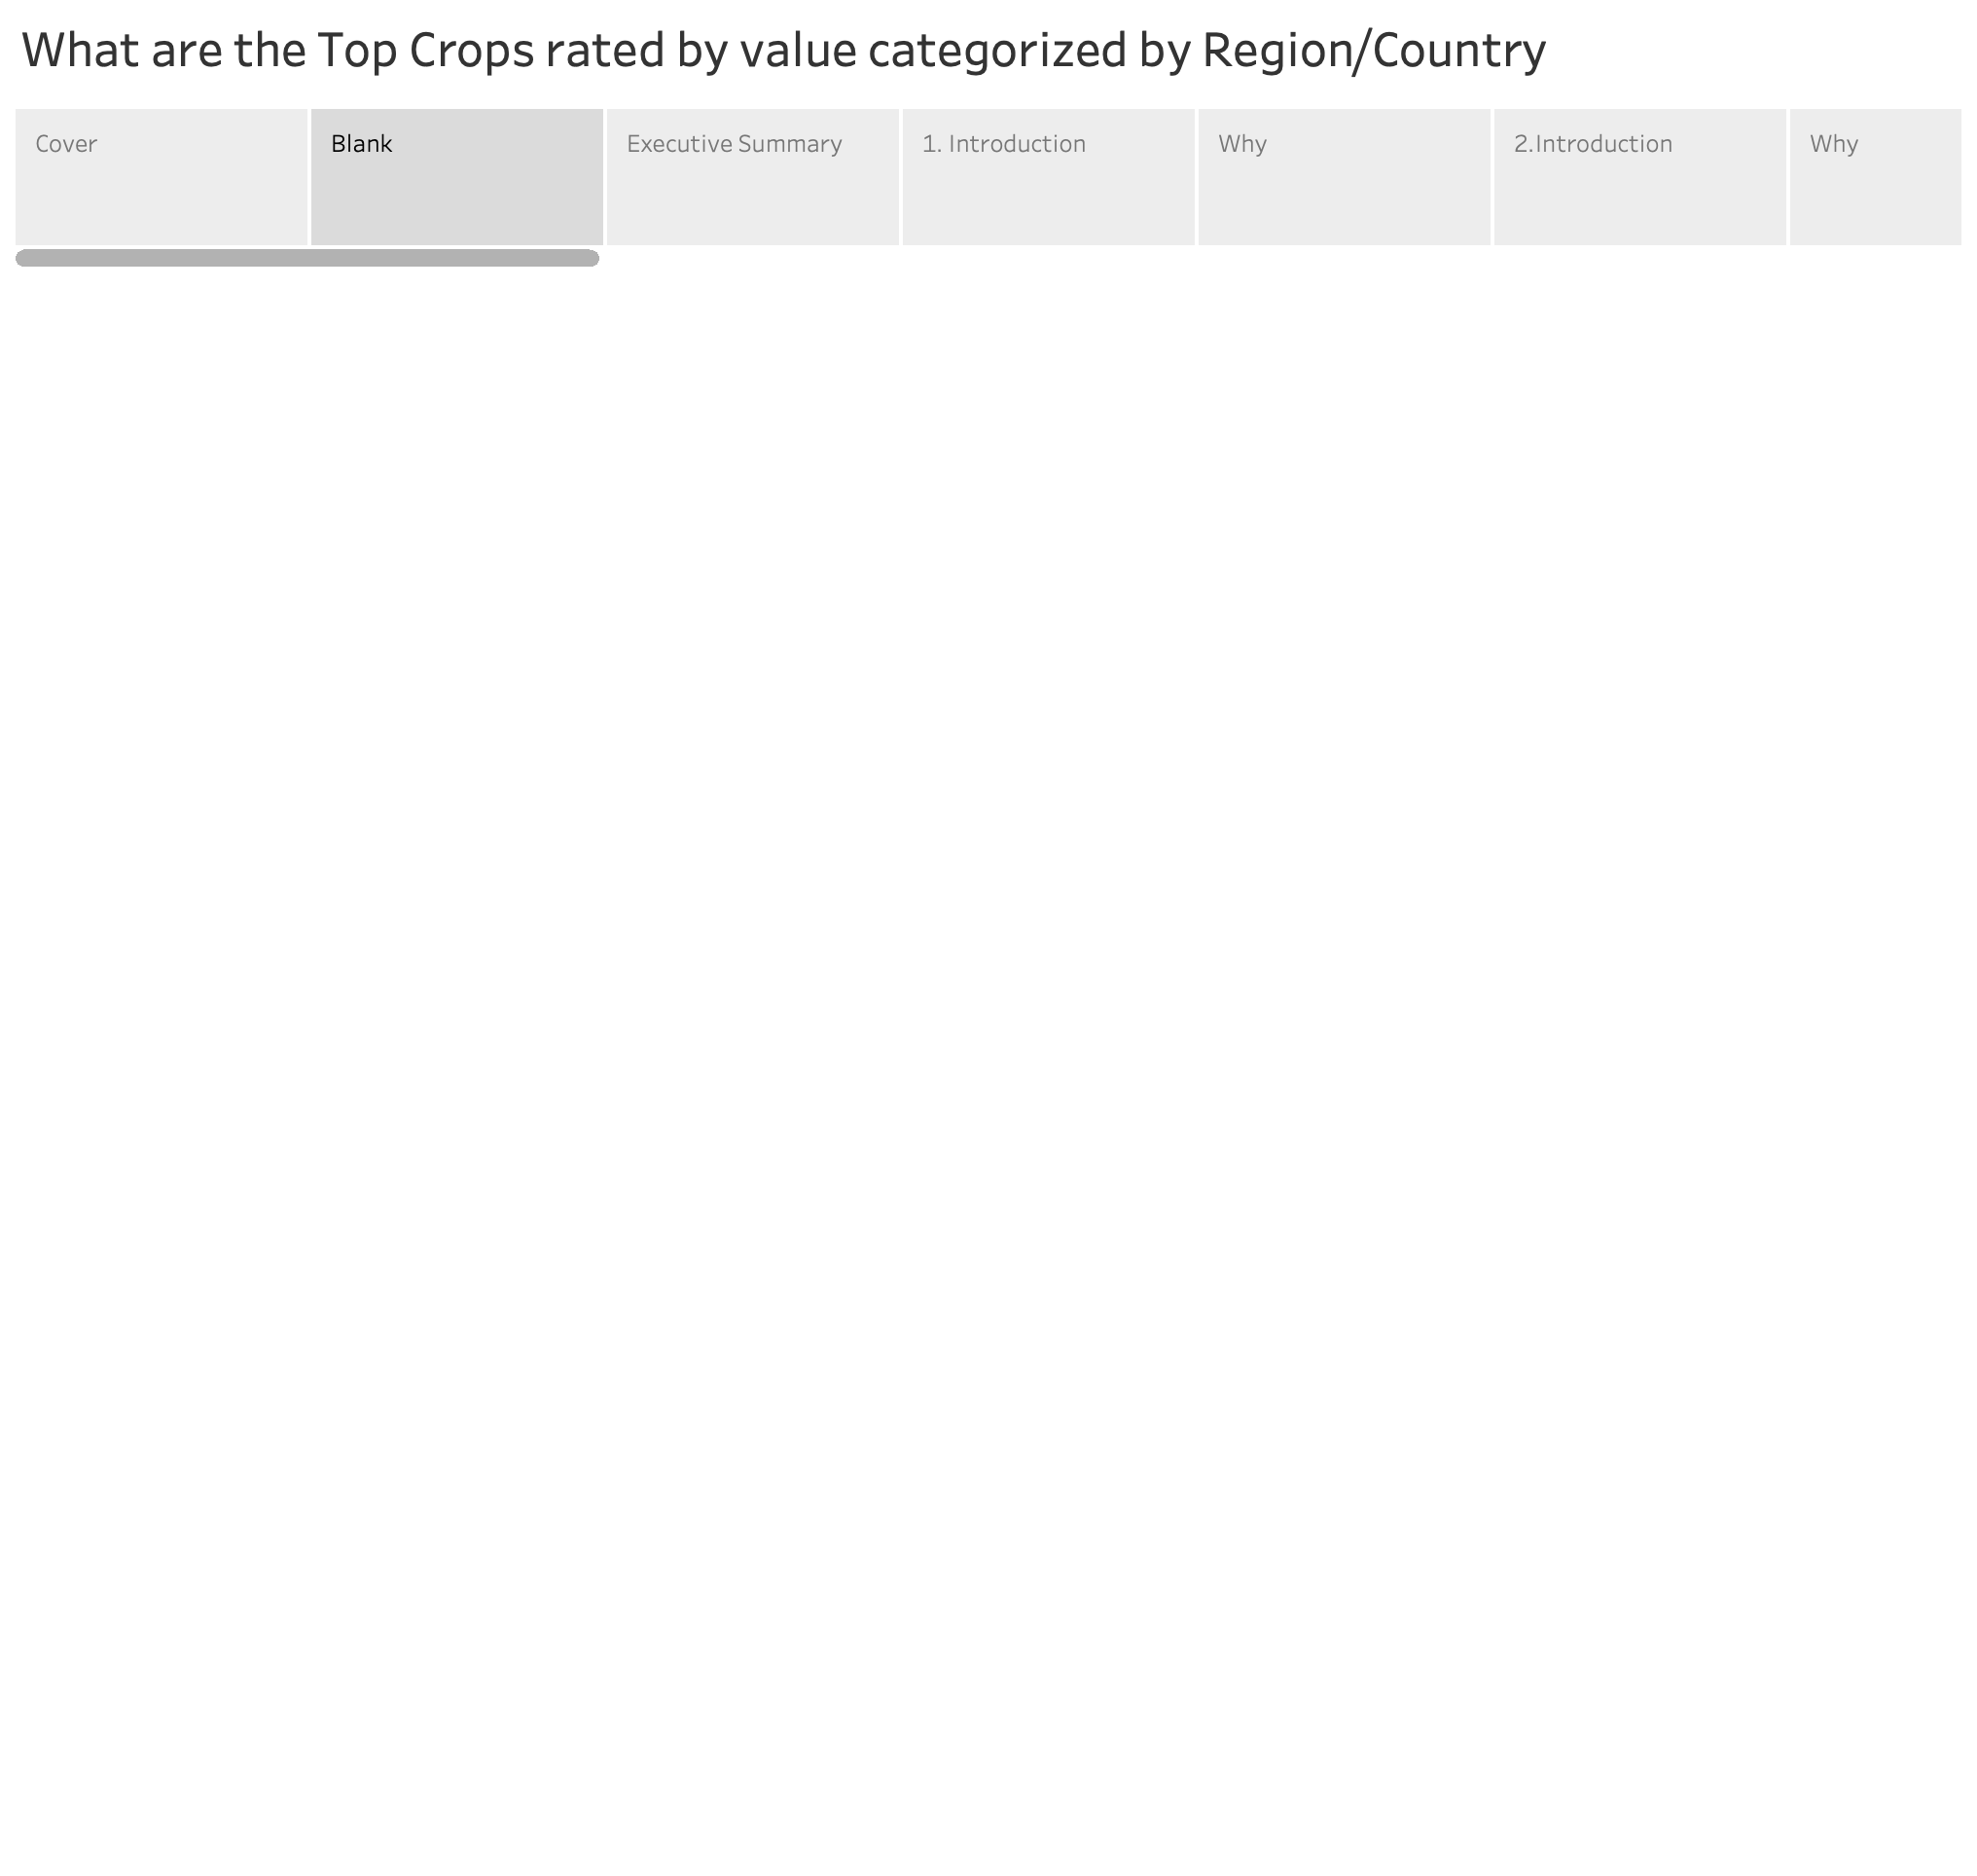 What are the Top Crops rated by value categorized by Region/Country
Cover
Blank
Executive Summary
1. Introduction
Why
2.Introduction
Why